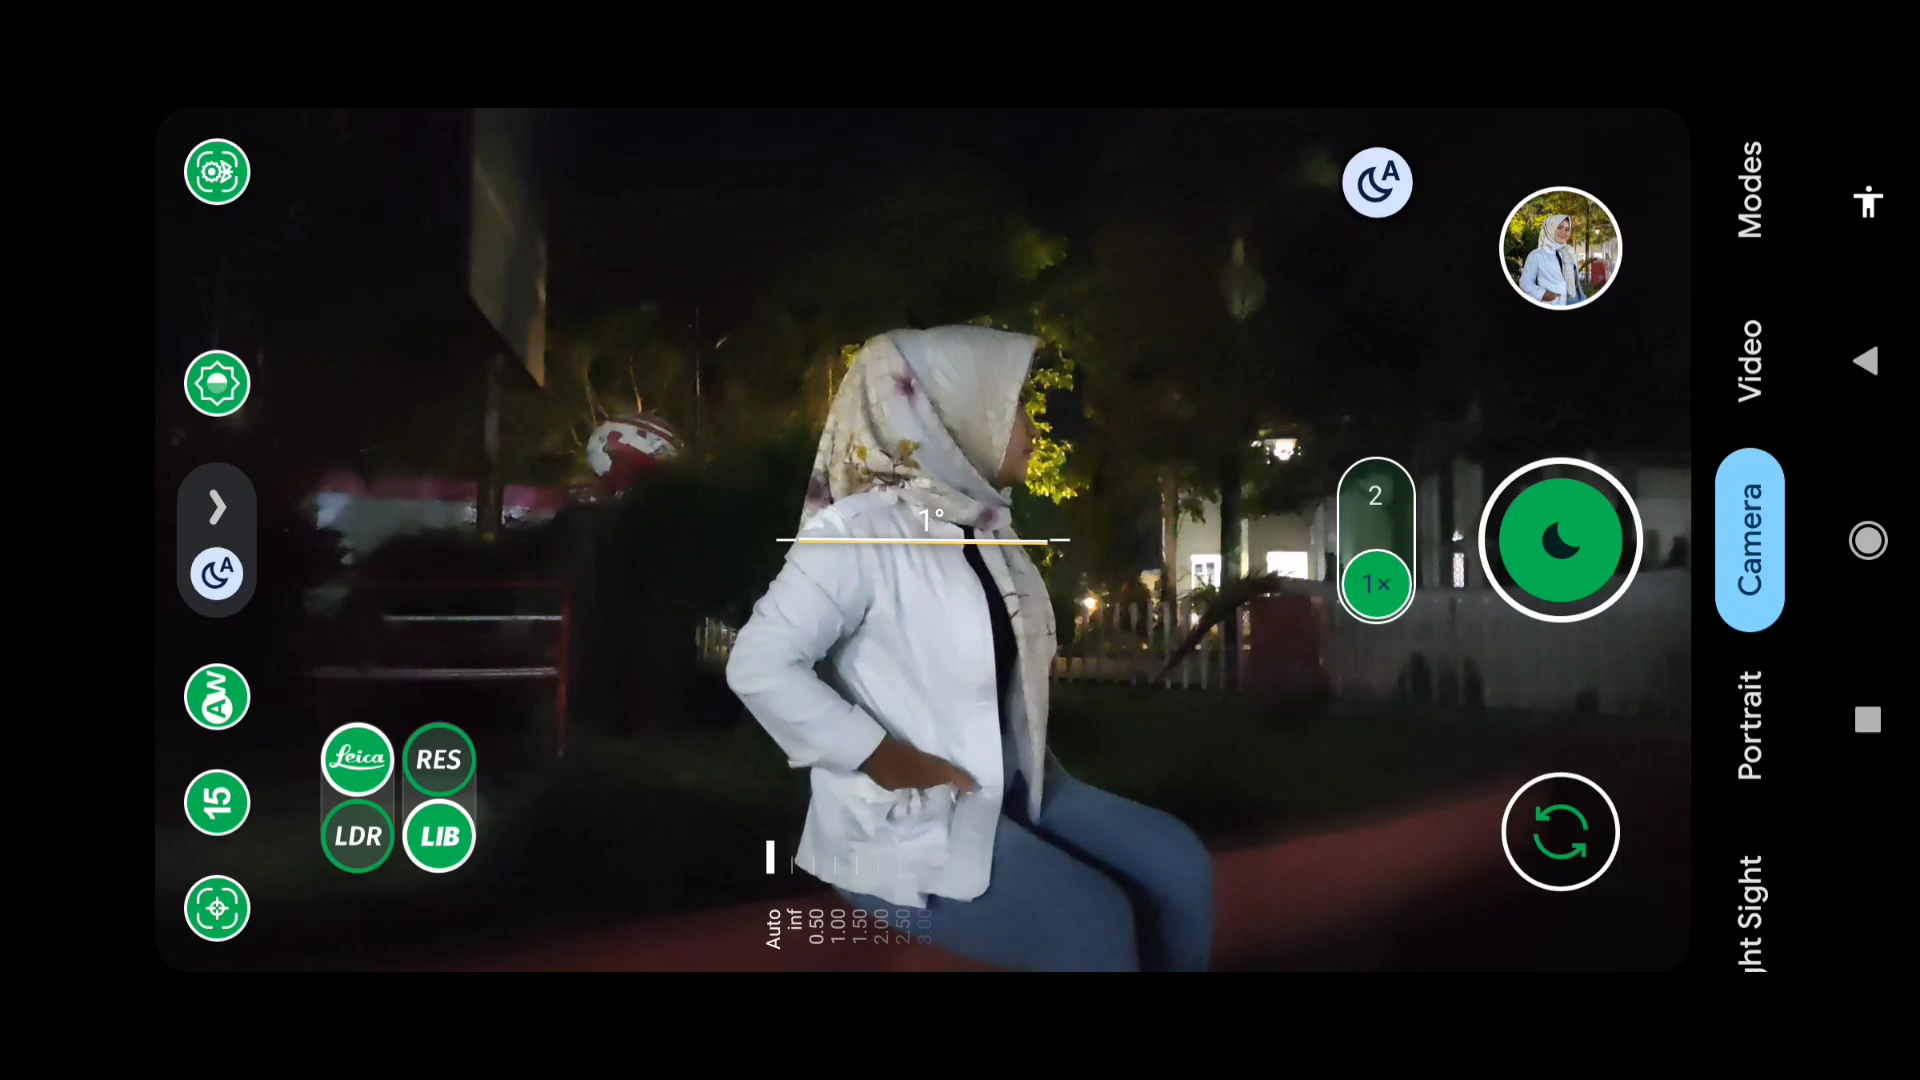 A
A
AW
15
Leica
RES
LDR
LIB
1°
Auto
inf
0.50
1.00
1.50
2.00
2.50
3.00
2
1×
Modes
Video
Camera
Portrait
ght Sight